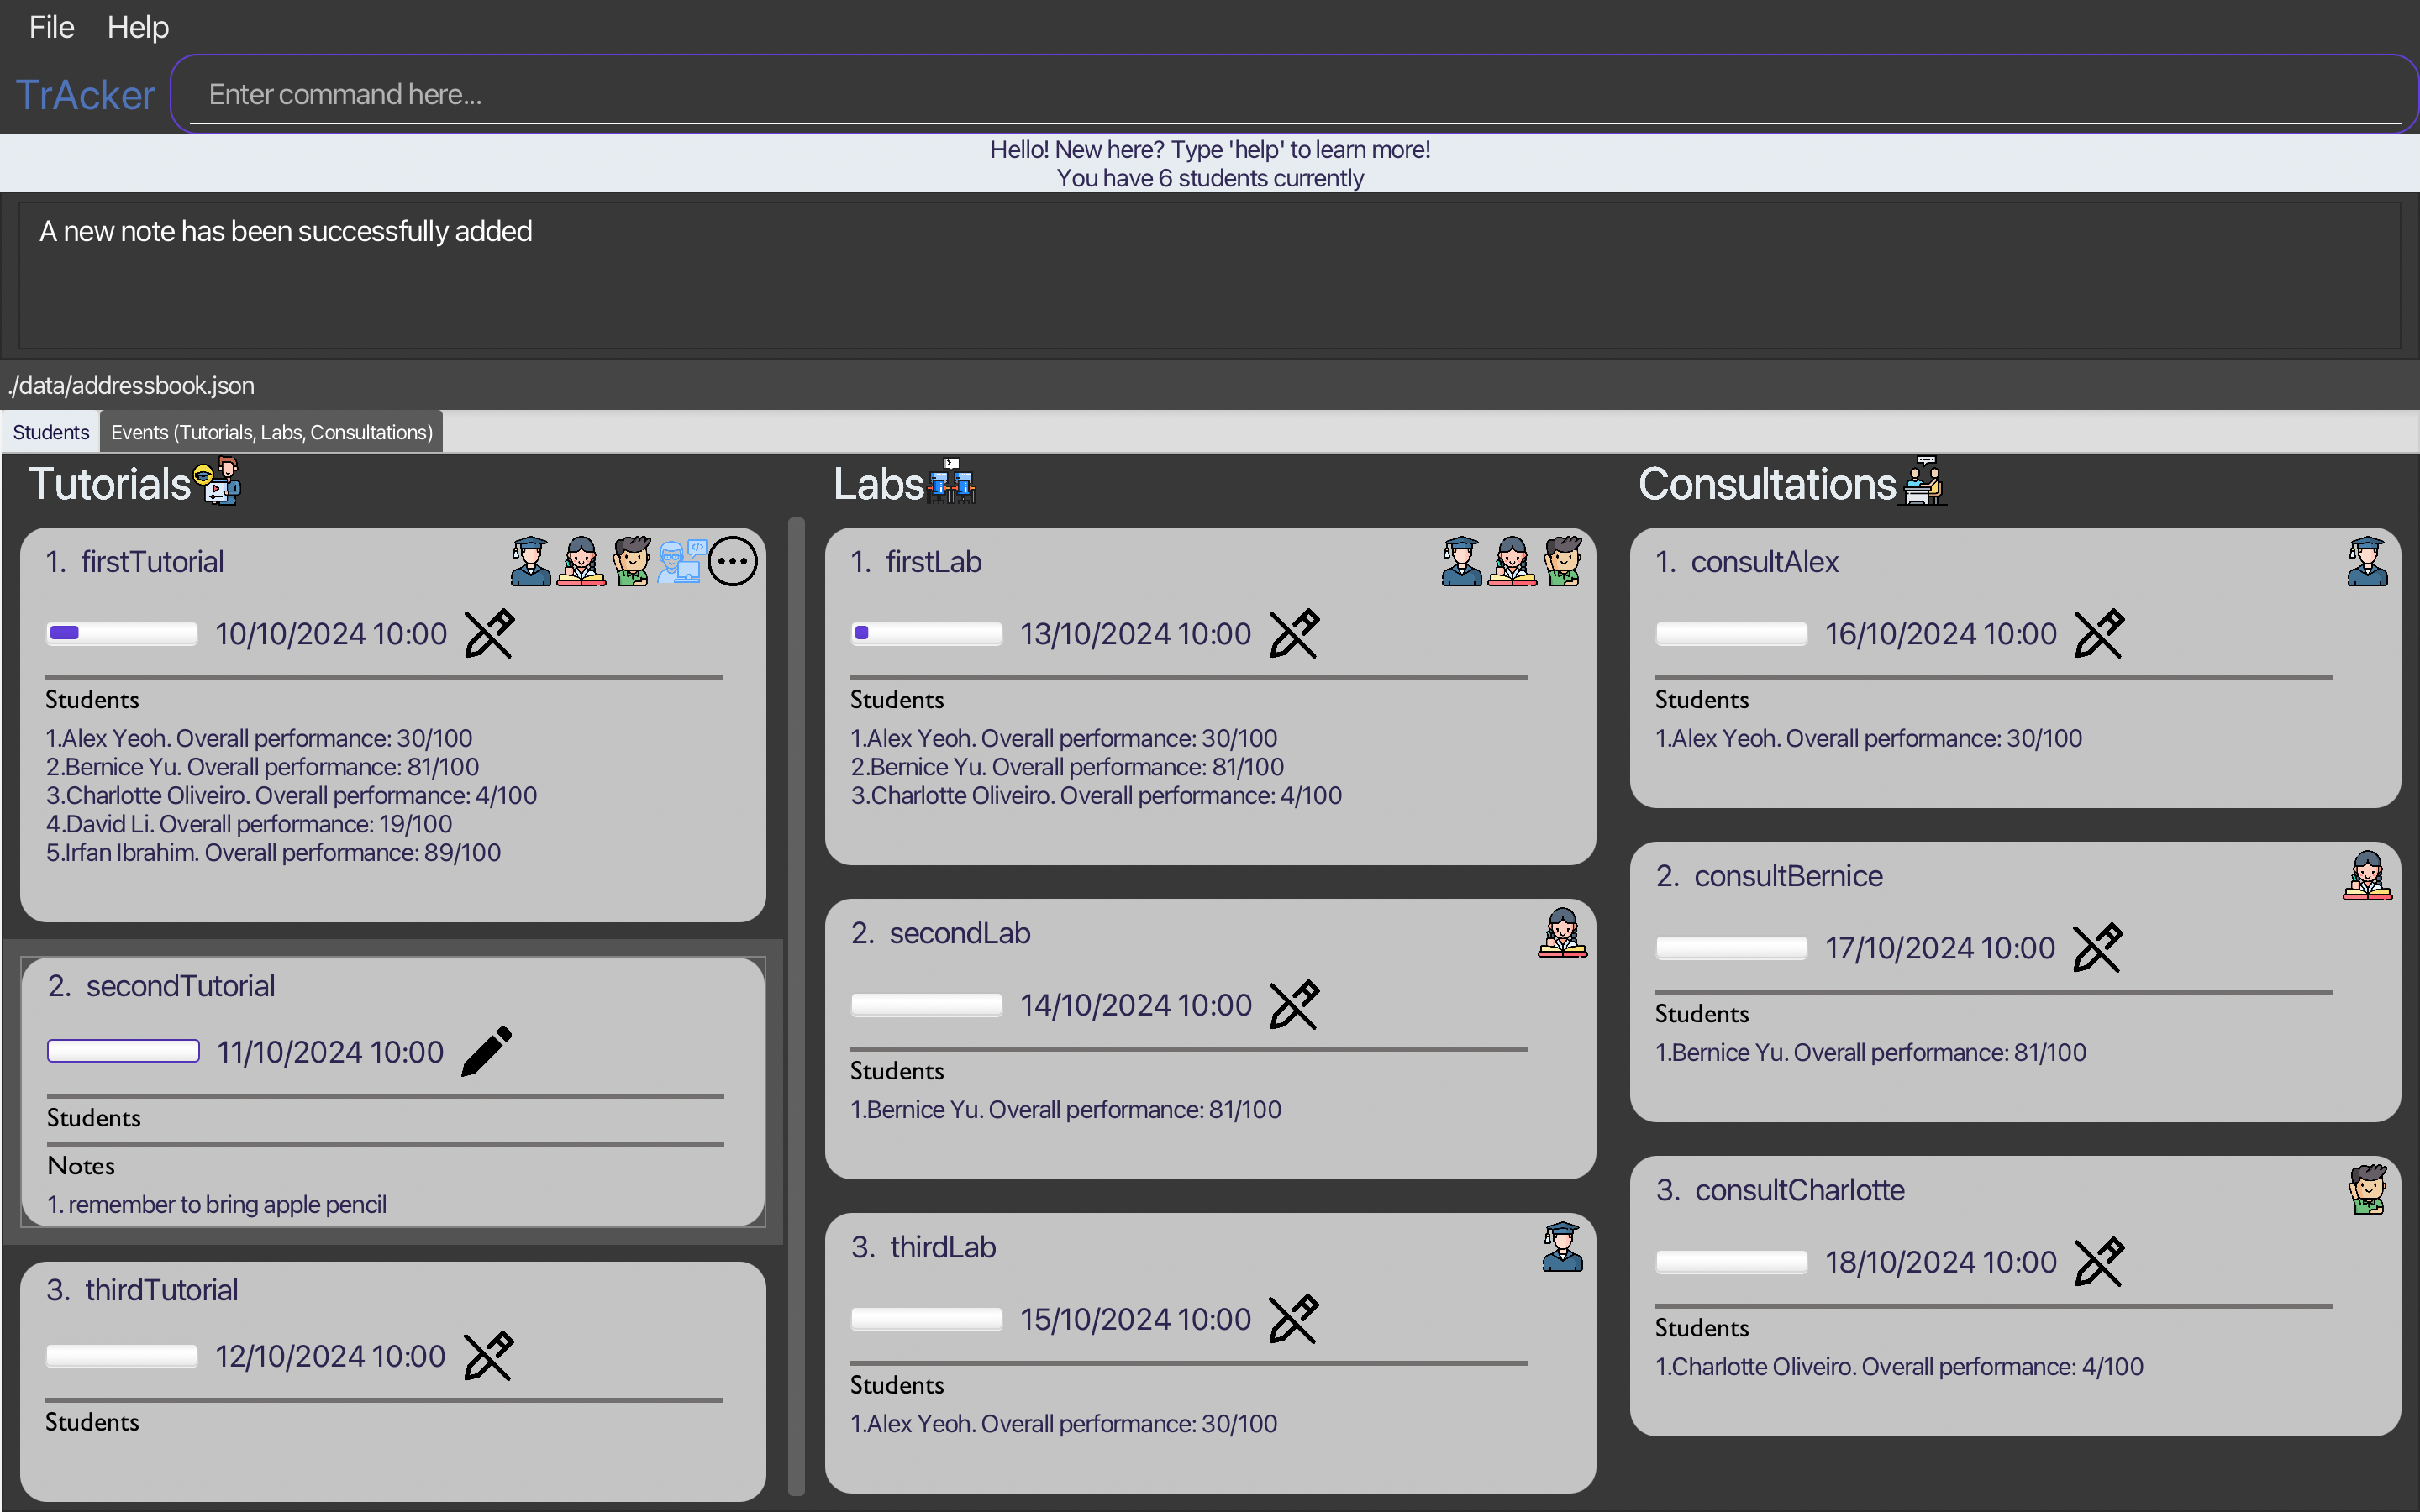 File Help
TrAcker Enter command here...
Hello! New here? Type 'help' to learn more!
You have 6 students currently
A new note has been successfully added
./data/addressbook.json
Students Events (Tutorials, Labs, Consultations)
Tutorials
1. firstTutorial
10/10/2024 10:00
Students
1.Alex Yeoh. Overall performance: 30/100
2.Bernice Yu. Overall performance: 81/100
3.Charlotte Oliveiro. Overall performance: 4/100
4.David Li. Overall performance: 19/100
5.Irfan Ibrahim. Overall performance: 89/100
2. secondTutorial
11/10/2024 10:00
Students
Notes
1. remember to bring apple pencil
3. thirdTutorial
12/10/2024 10:00
Students
Labs
1. firstLab
13/10/2024 10:00
Students
1.Alex Yeoh. Overall performance: 30/100
2.Bernice Yu. Overall performance: 81/100
3.Charlotte Oliveiro. Overall performance: 4/100
2. secondLab
14/10/2024 10:00
Students
1.Bernice Yu. Overall performance: 81/100
3. thirdLab
15/10/2024 10:00
Students
1.Alex Yeoh. Overall performance: 30/100
Consultations
1. consultAlex
16/10/2024 10:00
Students
1.Alex Yeoh. Overall performance: 30/100
2. consultBernice
17/10/2024 10:00
Students
1.Bernice Yu. Overall performance: 81/100
3. consultCharlotte
18/10/2024 10:00
Students
1.Charlotte Oliveiro. Overall performance: 4/100